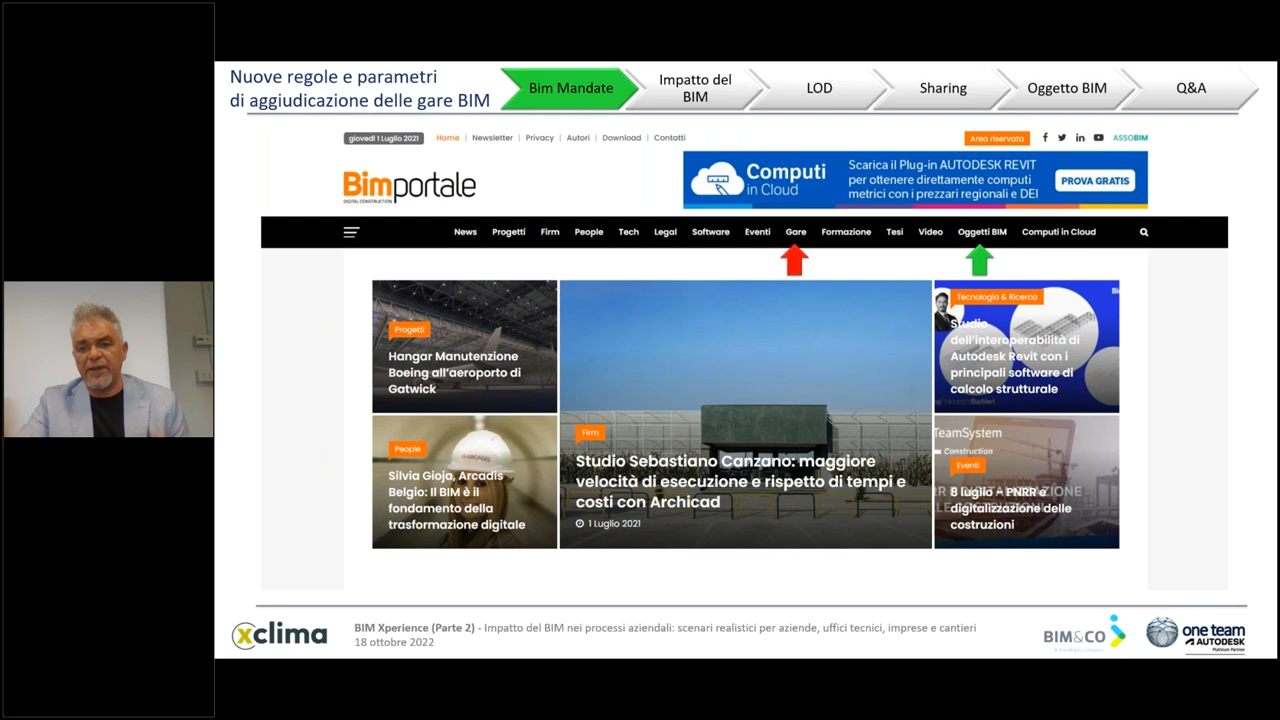 Nuove regole e parametri
di aggiudicazione delle gare BIM
Bim Mandate
Impatto del
BIM
LOD
Sharing
Oggetto BIM
Q&A
giovedì 1 Luglio 2021
Home | Newsletter | Privacy | Autori | Download | Contatti
Area riservata
ASSOBIM
Bimportale
DIGITAL CONSTRUCTION
Computi
in Cloud
Scarica il Plug-in AUTODESK REVIT
per ottenere direttamente computi
metrici con i prezzari regionali e DEI
PROVA GRATIS
News Progetti Firm People Tech Legal Software Eventi Gare Formazione Tesi Video Oggetti BIM Computi in Cloud
Progetti
Hangar Manutenzione
Boeing all'aeroporto di
Gatwick
People
ARCADIS
Silvia Gioja, Arcadis
Belgio: Il BIM è il
fondamento della
trasformazione digitale
Firm
Studio Sebastiano Canzano: maggiore
velocità di esecuzione e rispetto di tempi e
costi con Archicad
1 Luglio 2021
Tecnologia & Ricerca
Studio
dell'interoperabilità di
Autodesk Revit con i
principali software di
calcolo strutturale
TeamSystem
Construction
Eventi
8 luglio – PNRR e
digitalizzazione delle
costruzioni
xclima
BIM Xperience (Parte 2) - Impatto del BIM nei processi aziendali: scenari realistici per aziende, uffici tecnici, imprese e cantieri
18 ottobre 2022
BIM&CO
one team
AUTODESK
Platinum Partner